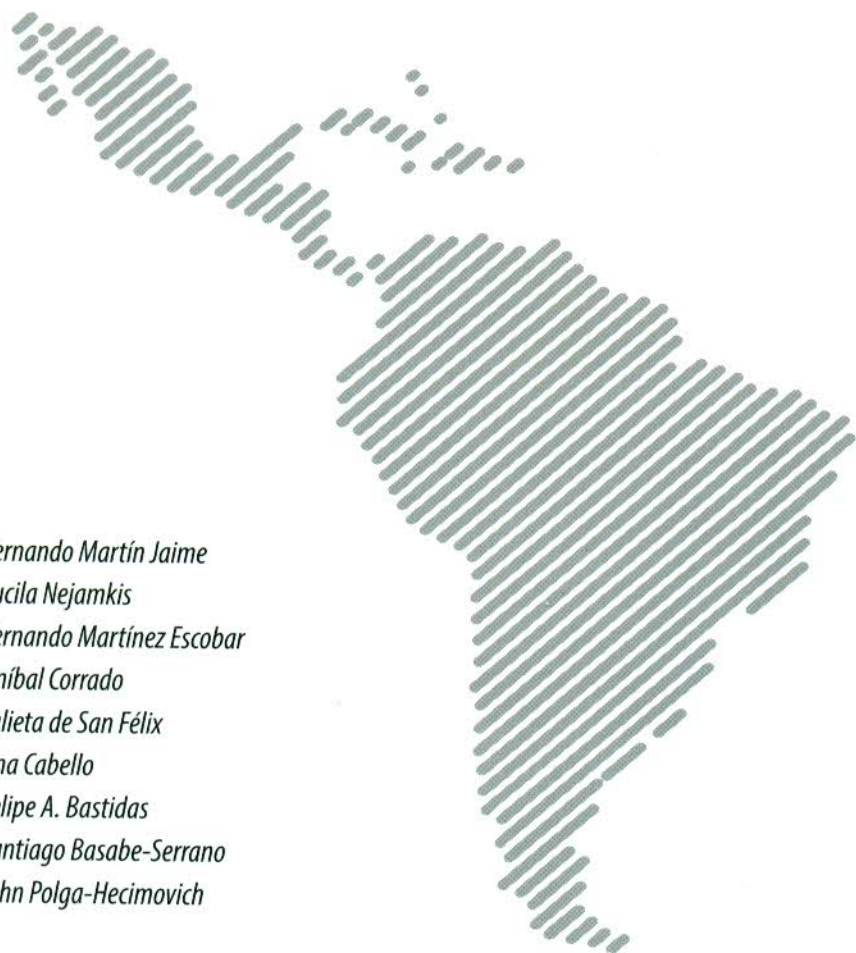 ernando Martín Jaime
ucila Nejamkis
ernando Martínez Escobar
níbal Corrado
lieta de San Félix
na Cabello
lipe A. Bastidas
ntiago Basabe-Serrano
hn Polga-Hecimovich